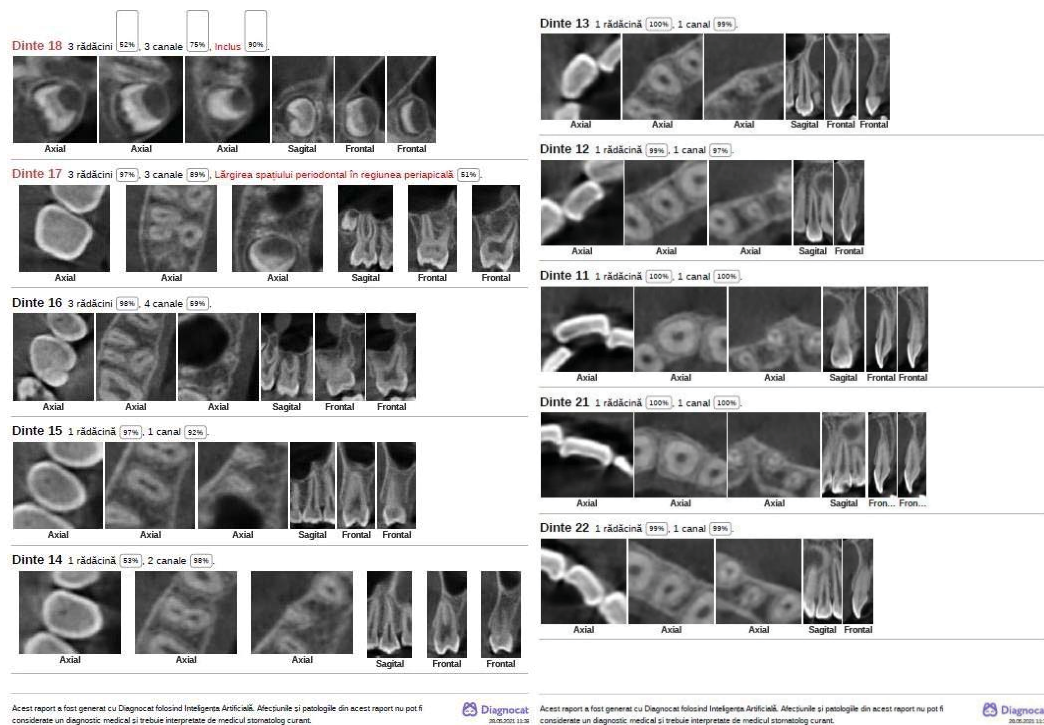 Dinte 18 3 rădăcini 52%, 3 canale 75%, Inclus 90%.
Axial Axial Axial Sagital Frontal Frontal
Dinte 17 3 rădăcini 97%, 3 canale 89%, Lărgirea spațiului periodontal în regiunea periapicală 51%.
Axial Axial Axial Sagital Frontal Frontal
Dinte 16 3 rădăcini 98%, 4 canale 59%.
Axial Axial Axial Sagital Frontal Frontal
Dinte 15 1 rădăcină 97%, 1 canal 92%.
Axial Axial Axial Sagital Frontal Frontal
Dinte 14 1 rădăcină 53%, 2 canale 98%.
Axial Axial Axial Sagital Frontal Frontal
Acest raport a fost generat cu Diagnocat folosind Inteligența Artificială. Afecțiunile și patologiile din acest raport nu pot fi
considerate un diagnostic medical și trebuie interpretate de medicul stomatolog curant.
Diagnocat
Dinte 13 1 rădăcină 100%, 1 canal 99%.
Axial Axial Axial Sagital Frontal Frontal
Dinte 12 1 rădăcină 99%, 1 canal 97%.
Axial Axial Axial Sagital Frontal
Dinte 11 1 rădăcină 100%, 1 canal 100%.
Axial Axial Axial Sagital Frontal Frontal
Dinte 21 1 rădăcină 100%, 1 canal 100%.
Axial Axial Axial Sagital Fron... Fron...
Dinte 22 1 rădăcină 99%, 1 canal 99%.
Axial Axial Axial Sagital Frontal
Acest raport a fost generat cu Diagnocat folosind Inteligența Artificială. Afecțiunile și patologiile din acest raport nu pot fi
considerate un diagnostic medical și trebuie interpretate de medicul stomatolog curant.
Diagnocat